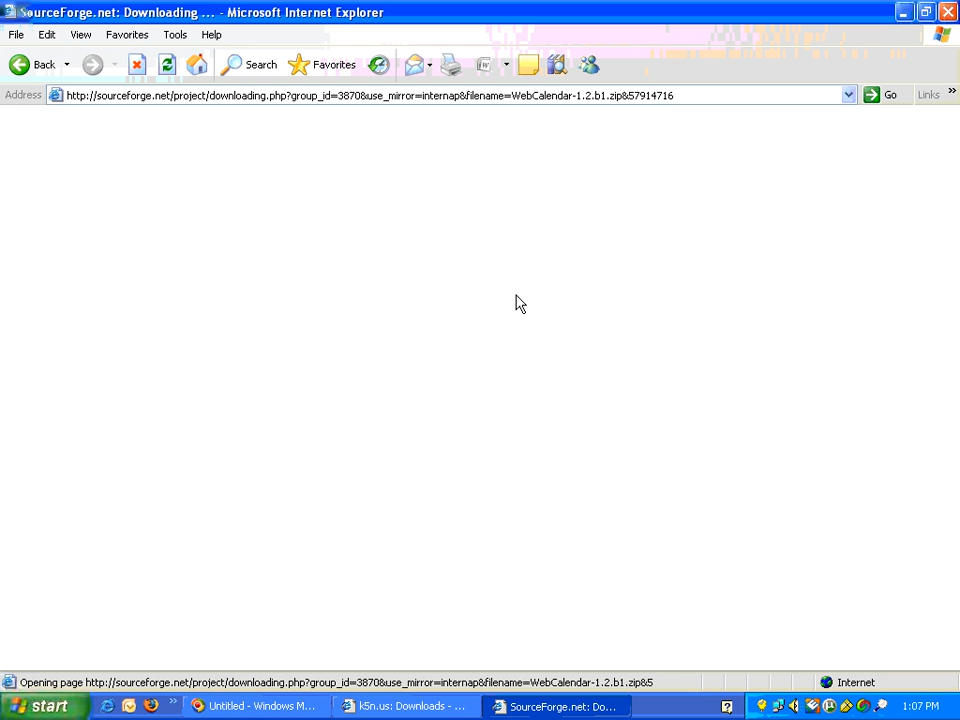 SourceForge.net: Downloading ... - Microsoft Internet Explorer
File Edit View Favorites Tools Help
Back Search Favorites
Address http://sourceforge.net/project/downloading.php?group_id=3870&use_mirror=internap&filename=WebCalendar-1.2.b1.zip&57914716 Go Links »
Opening page http://sourceforge.net/project/downloading.php?group_id=3870&use_mirror=internap&filename=WebCalendar-1.2.b1.zip&5 Internet
start » Untitled - Windows M... k5n.us: Downloads - ... SourceForge.net: Do... 1:07 PM